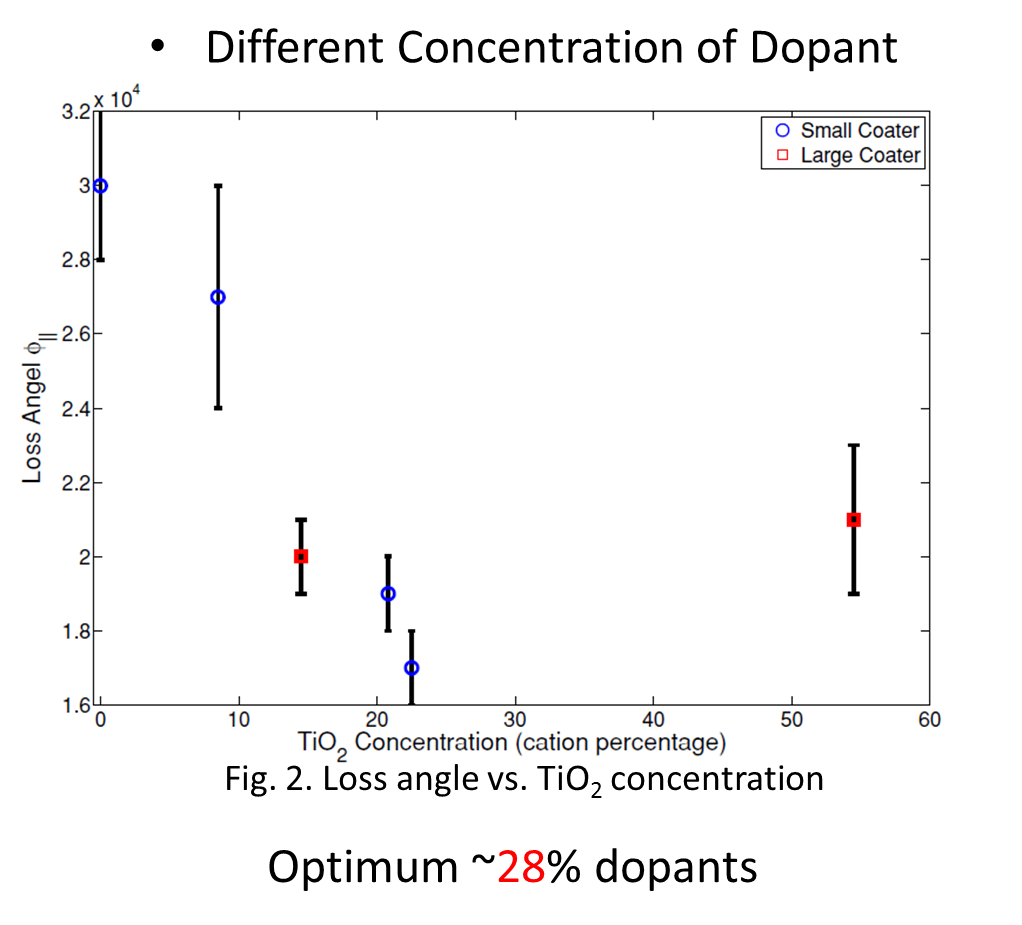 • Different Concentration of Dopant
x 10⁴
3.2
3
2.8
2.6
2.4
2.2
2
1.8
1.6
Loss Angel ϕ||
Small Coater
Large Coater
0 10 20 30 40 50 60
TiO₂ Concentration (cation percentage)
Fig. 2. Loss angle vs. TiO₂ concentration
Optimum ~28% dopants